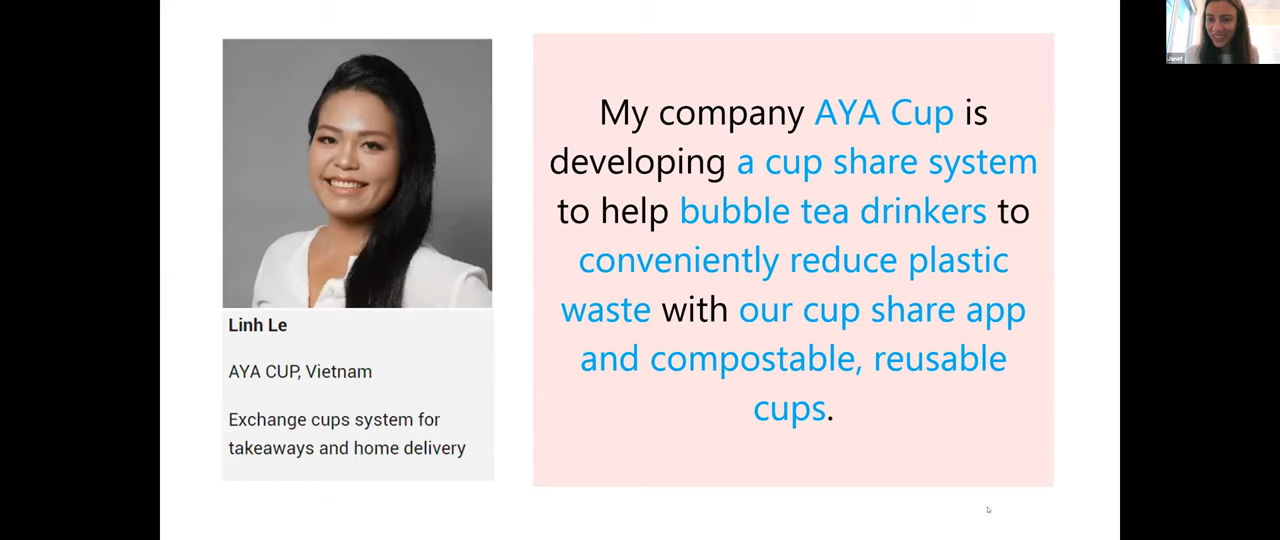 Linh Le
AYA CUP, Vietnam
Exchange cups system for
takeaways and home delivery
My company AYA Cup is
developing a cup share system
to help bubble tea drinkers to
conveniently reduce plastic
waste with our cup share app
and compostable, reusable
cups.
Janet